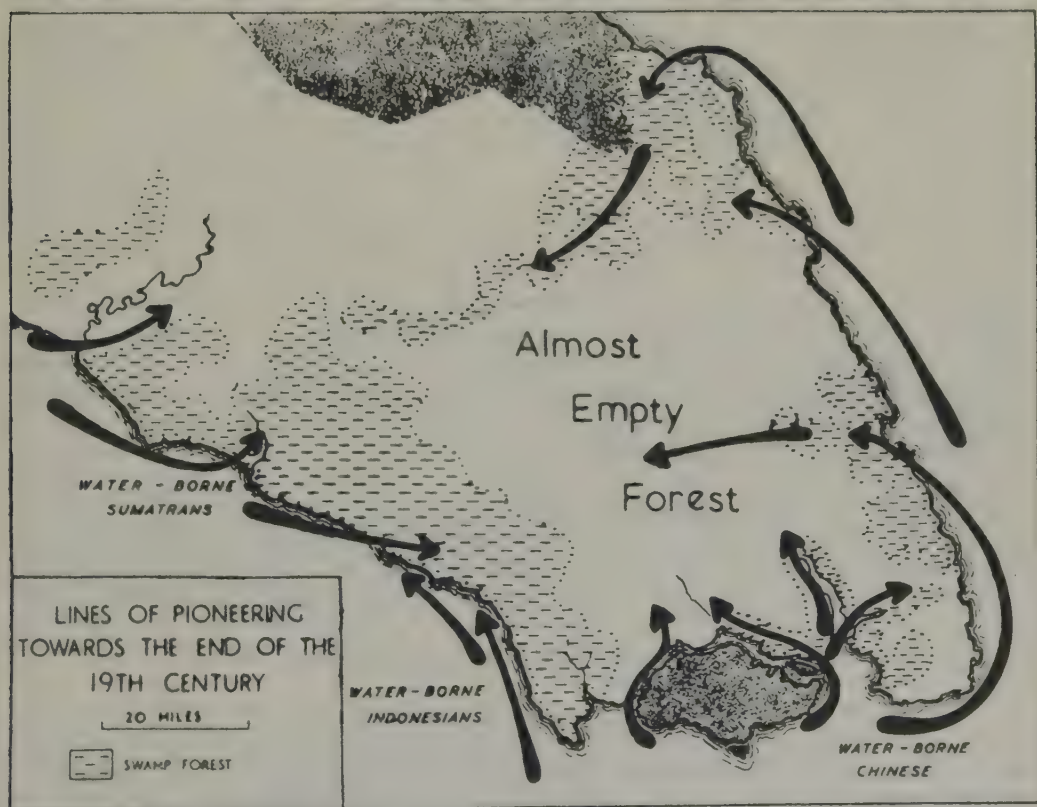 Almost
Empty
Forest
WATER - BORNE
SUMATRANS
LINES OF PIONEERING
TOWARDS THE END OF THE
19TH CENTURY
20 MILES
SWAMP FOREST
WATER-BORNE
INDONESIANS
WATER - BORNE
CHINESE